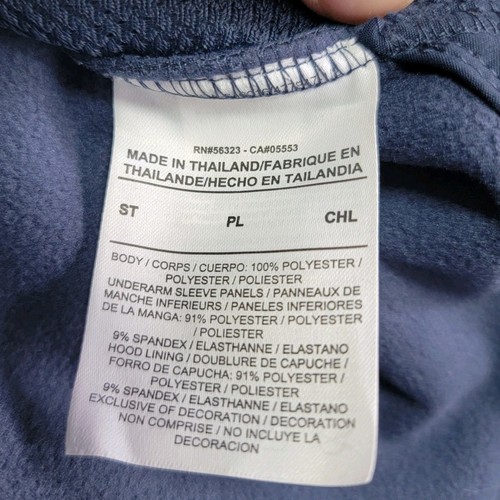 RN#56323 - CA#05553
MADE IN THAILAND/FABRIQUE EN
THAILANDE/HECHO EN TAILANDIA
ST PL CHL
BODY / CORPS / CUERPO: 100% POLYESTER /
POLYESTER / POLIESTER
UNDERARM SLEEVE PANELS / PANNEAUX DE
MANCHE INFERIEURS / PANELES INFERIORES
DE LA MANGA: 91% POLYESTER / POLYESTER
/ POLIESTER
9% SPANDEX / ELASTHANNE / ELASTANO
HOOD LINING / DOUBLURE DE CAPUCHE /
FORRO DE CAPUCHA: 91% POLYESTER /
POLYESTER / POLIESTER
9% SPANDEX / ELASTHANNE / ELASTANO
EXCLUSIVE OF DECORATION / DECORATION
NON COMPRISE / NO INCLUYE LA
DECORACION